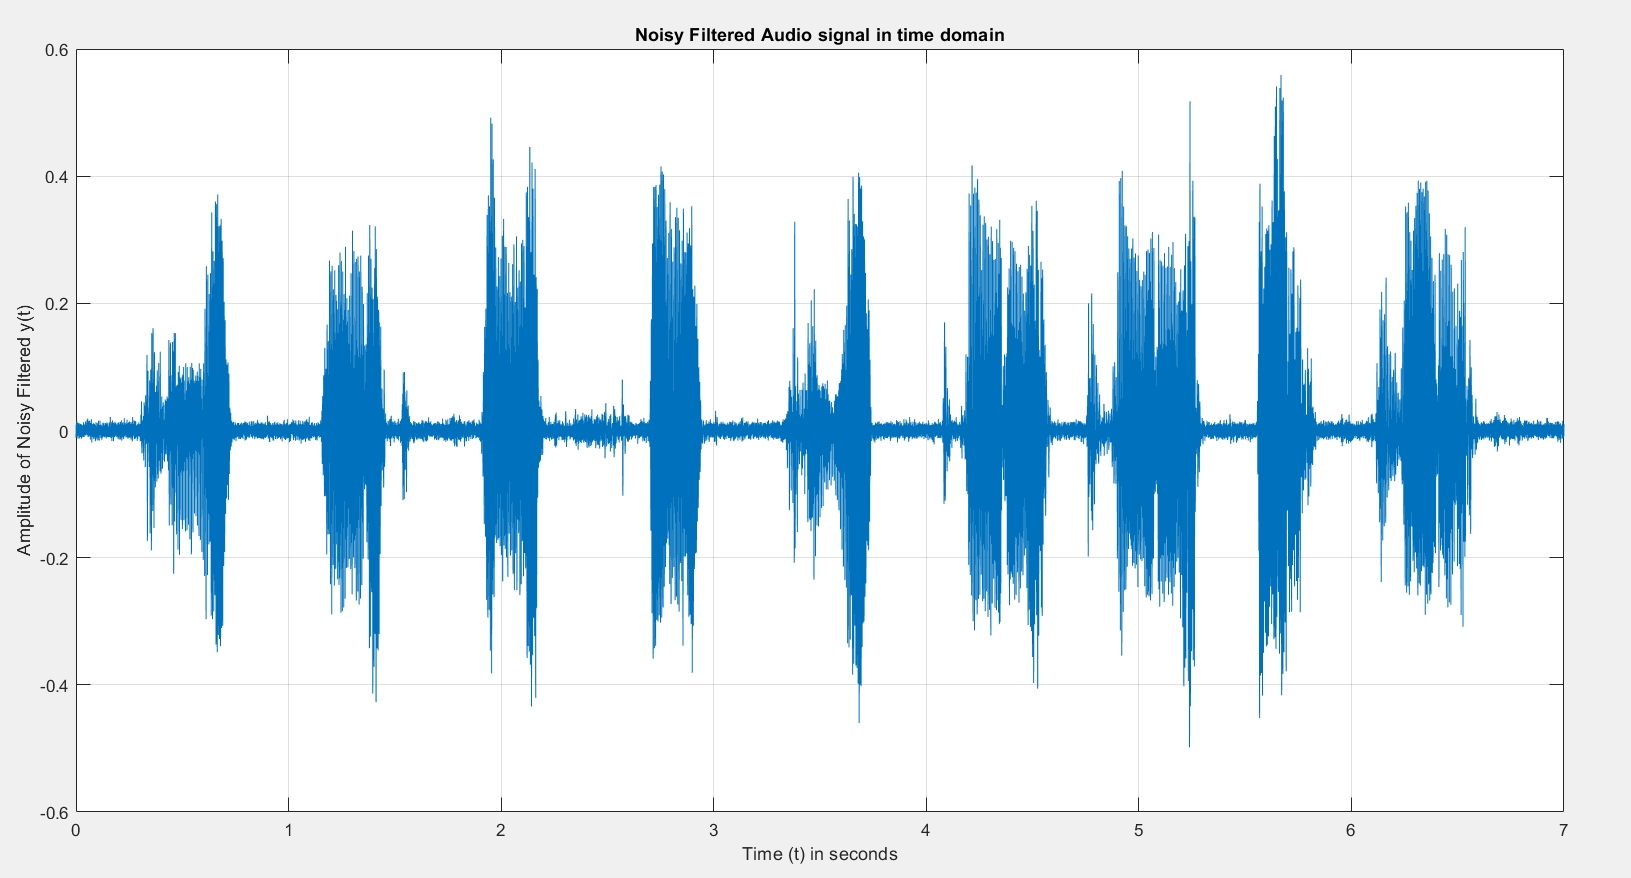 Noisy Filtered Audio signal in time domain
Amplitude of Noisy Filtered y(t)
0.6
0.4
0.2
0
-0.2
-0.4
-0.6
0 1 2 3 4 5 6 7
Time (t) in seconds